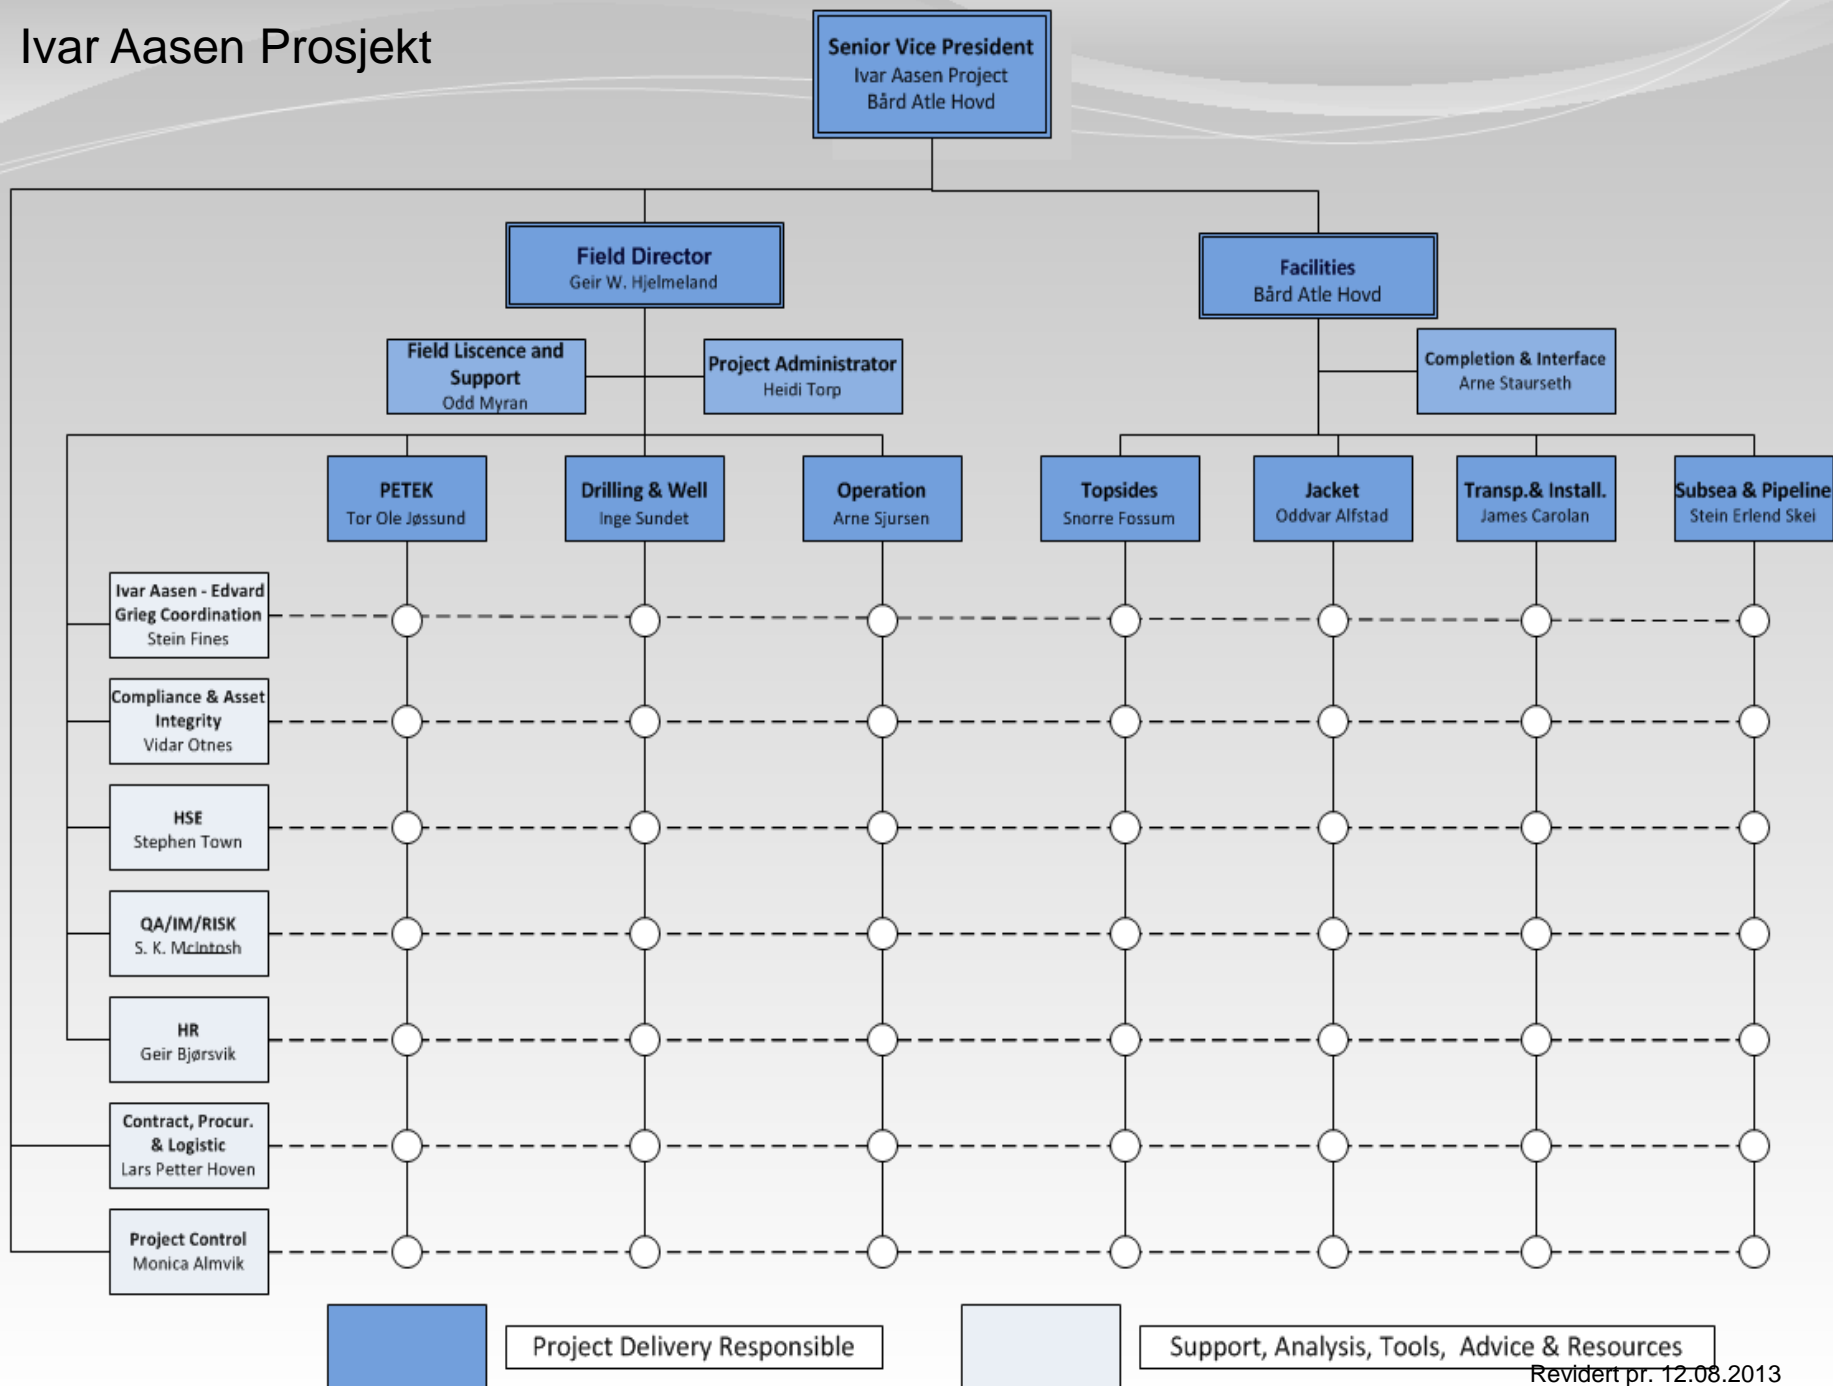 Ivar Aasen Prosjekt
Senior Vice President
Ivar Aasen Project
Bård Atle Hovd
Field Director
Geir W. Hjelmeland
Facilities
Bård Atle Hovd
Field Liscence and
Support
Odd Myran
Project Administrator
Heidi Torp
Completion & Interface
Arne Staurseth
PETEK
Tor Ole Jøssund
Drilling & Well
Inge Sundet
Operation
Arne Sjursen
Topsides
Snorre Fossum
Jacket
Oddvar Alfstad
Transp.& Install.
James Carolan
Subsea & Pipeline
Stein Erlend Skei
Ivar Aasen - Edvard
Grieg Coordination
Stein Fines
Compliance & Asset
Integrity
Vidar Otnes
HSE
Stephen Town
QA/IM/RISK
S. K. McIntosh
HR
Geir Bjørsvik
Contract, Procur.
& Logistic
Lars Petter Hoven
Project Control
Monica Almvik
Project Delivery Responsible
Support, Analysis, Tools, Advice & Resources
Revidert pr. 12.08.2013